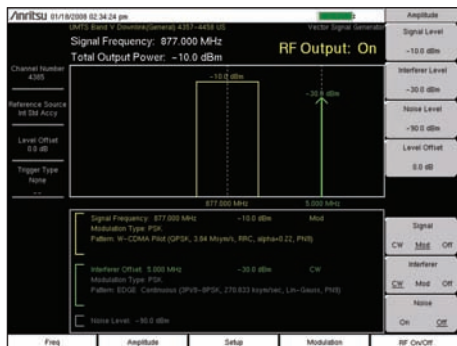 Anritsu 01/18/2008 02:34:24 pm
Amplitude
UMTS Band V Downlink(General) 4357-4458 US
Vector Signal Generator
Signal Frequency: 877.000 MHz
Total Output Power: -10.0 dBm
RF Output: On
Channel Number
4385
Reference Source
Int Std Accy
Level Offset
0.0 dB
Trigger Type
None
--
-10.0 dBm
-30.0 dBm
877.000 MHz
5.000 MHz
Signal Frequency: 877.000 MHz -10.0 dBm Mod
Modulation Type: PSK
Pattern: W-CDMA Pilot (QPSK, 3.84 Msym/s, RRC, alpha=0.22, PN9)
Interferer Offset: 5.000 MHz -30.0 dBm CW
Modulation Type: PSK
Pattern: EDGE Continuous (3PV8-8PSK, 270.833 ksym/sec, Lin-Gauss, PN9)
Noise Level: -90.0 dBm
Signal Level
-10.0 dBm
Interferer Level
-30.0 dBm
Noise Level
-90.0 dBm
Level Offset
0.0 dB
Signal
CW Mod Off
Interferer
CW Mod Off
Noise
On Off
Freq
Amplitude
Setup
Modulation
RF On/Off